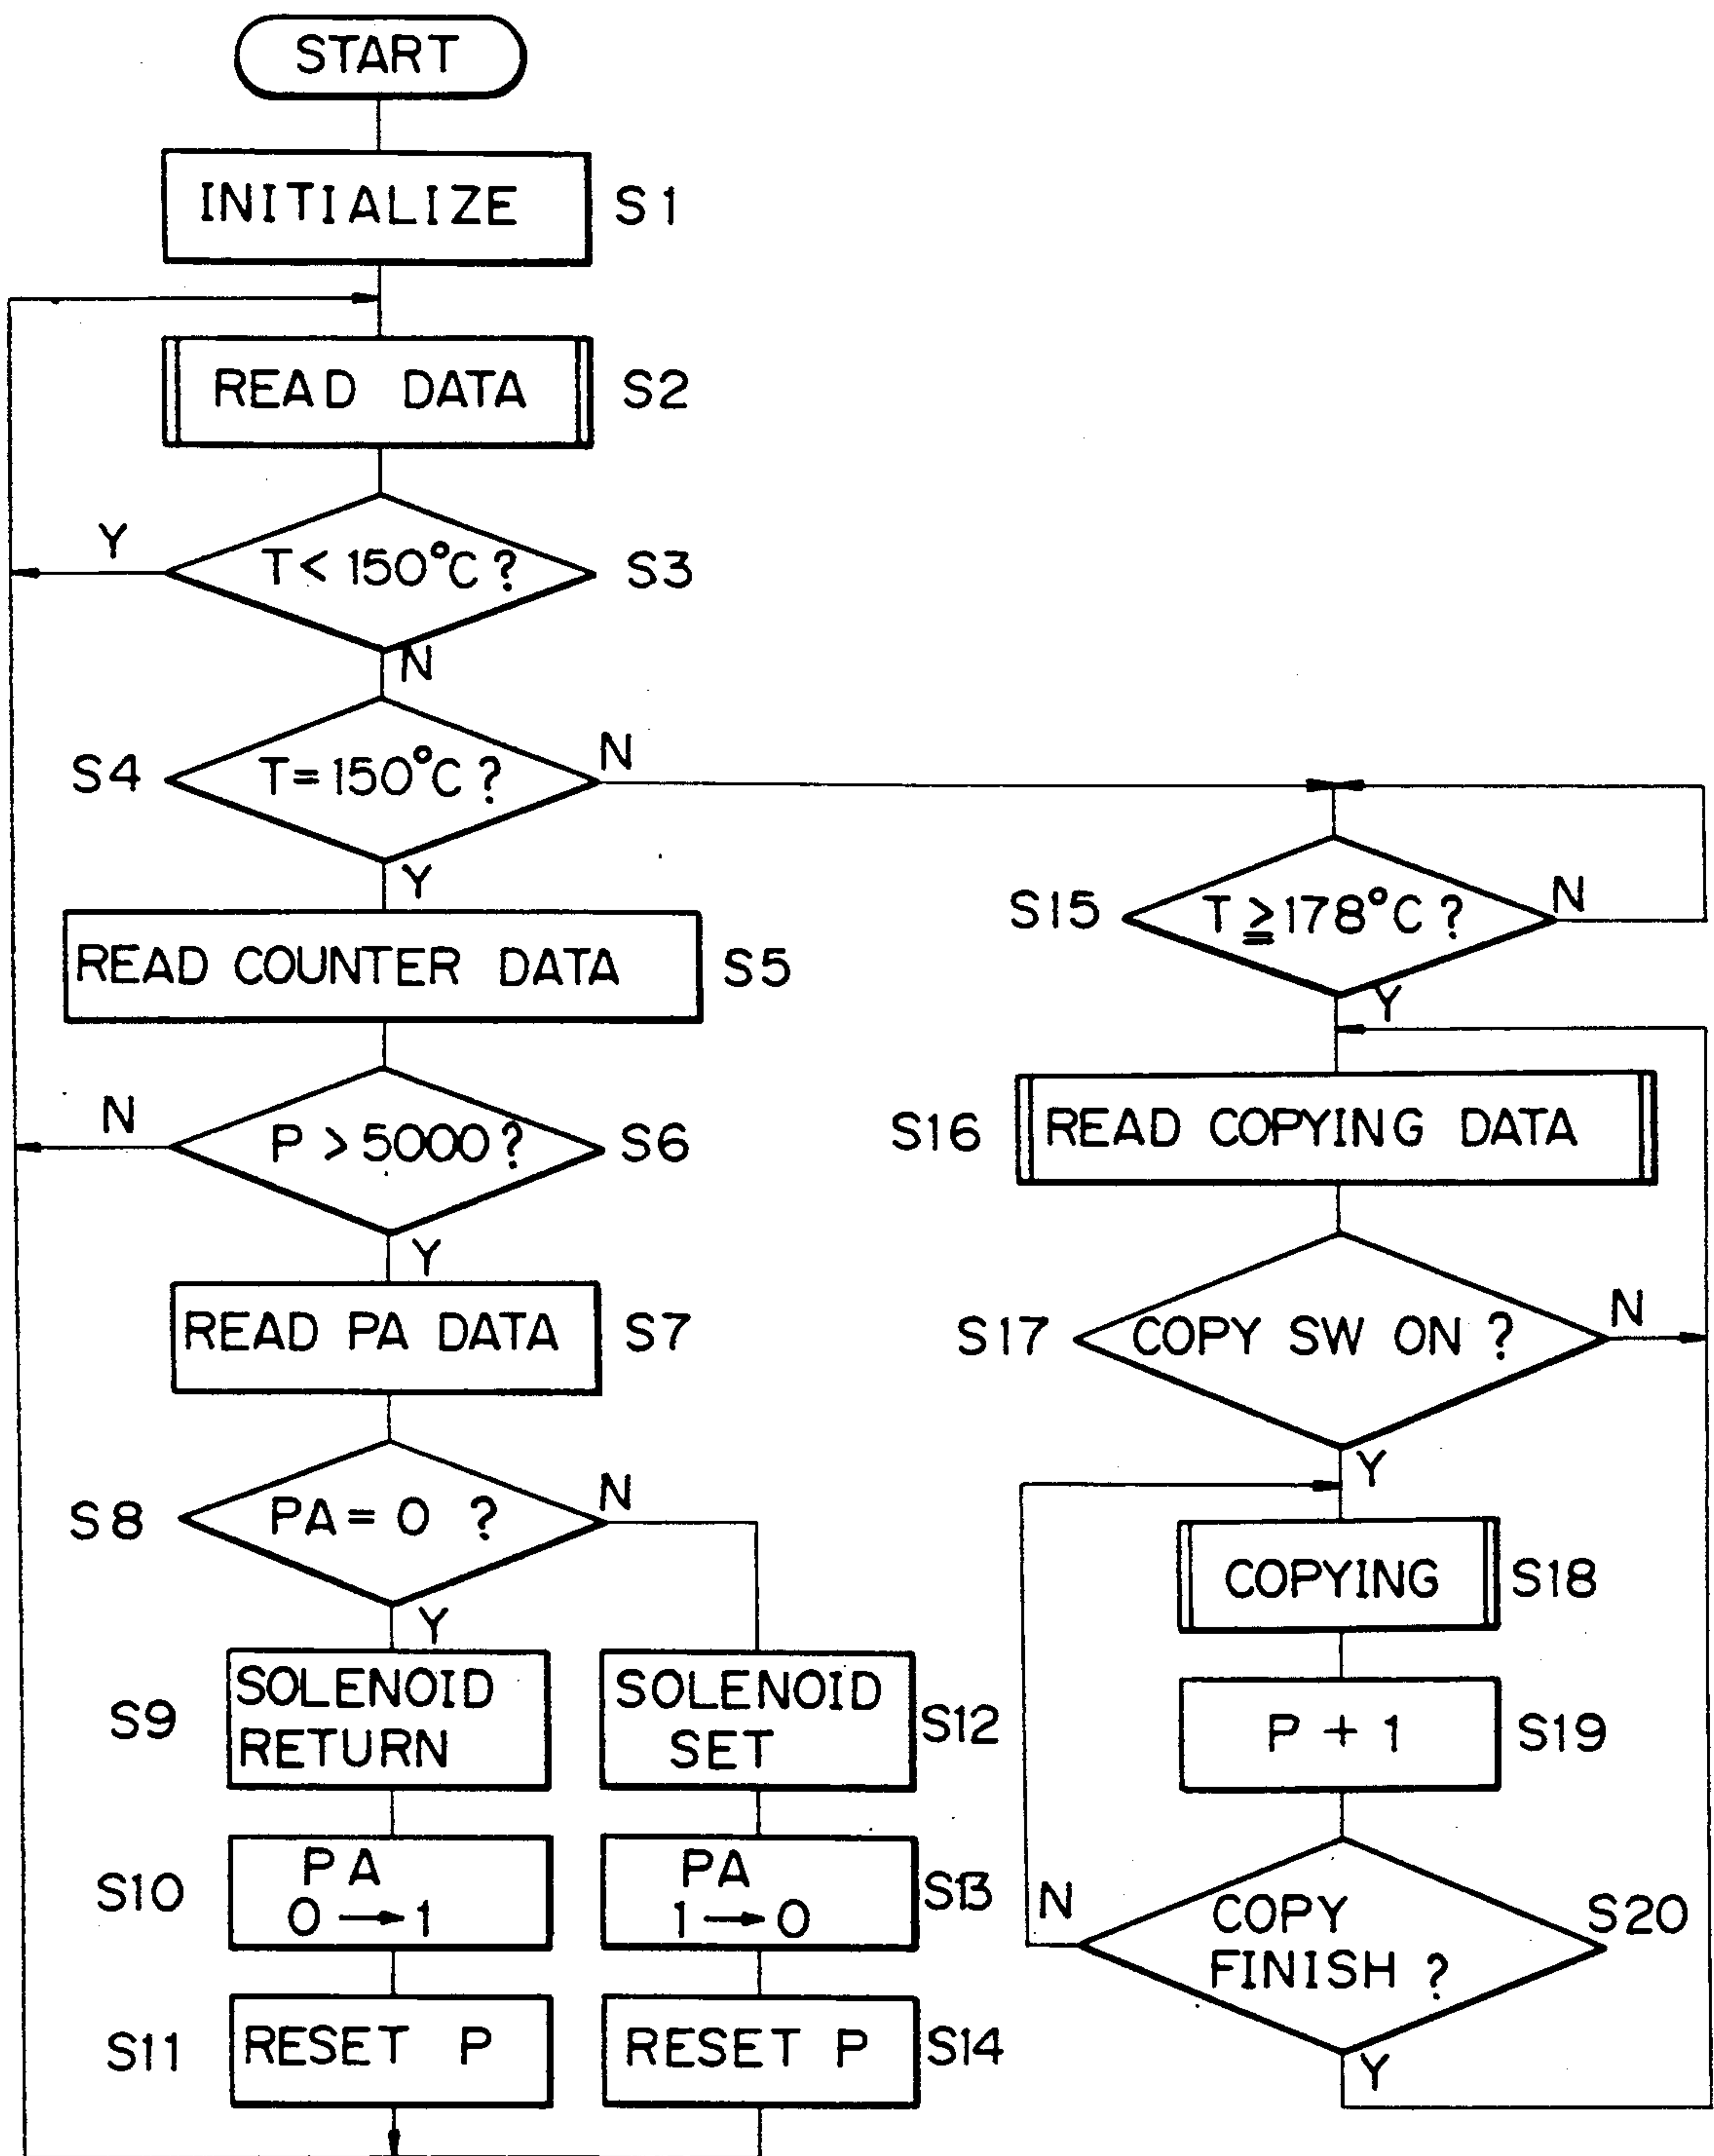 START
INITIALIZE S1
READ DATA S2
Y T < 150°C ? S3
N
S4 T = 150°C ? N
Y
READ COUNTER DATA S5
N P > 5000 ? S6
Y
READ PA DATA S7
S8 PA = 0 ? N
Y
S9 SOLENOID
RETURN
SOLENOID
SET S12
S10 PA
0 → 1
PA
1 → 0 S13
S11 RESET P
RESET P S14
S15 T ≧ 178°C ? N
Y
S16 READ COPYING DATA
S17 COPY SW ON ? N
Y
COPYING S18
P + 1 S19
N COPY
FINISH ? S20
Y